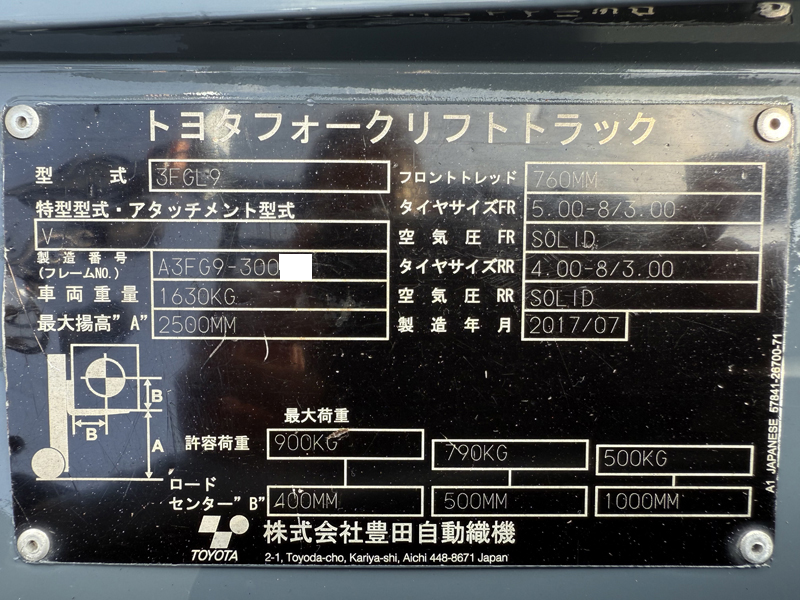 トヨタフォークリフトトラック
型式 3FGL9 フロントトレッド 760MM
特型型式・アタッチメント型式 タイヤサイズFR 5.00-8/3.00
V 空気圧 FR SOLID
製造番号 (フレームNO.) A3FG9-300 タイヤサイズRR 4.00-8/3.00
車両重量 1630KG 空気圧 RR SOLID
最大揚高"A" 2500MM 製造年月 2017/07
B
B
A
最大荷重
許容荷重 900KG 790KG 500KG
ロード
センター"B" 400MM 500MM 1000MM
TOYOTA 株式会社豊田自動織機
2-1, Toyoda-cho, Kariya-shi, Aichi 448-8671 Japan
A1 JAPANESE 57841-26700-71